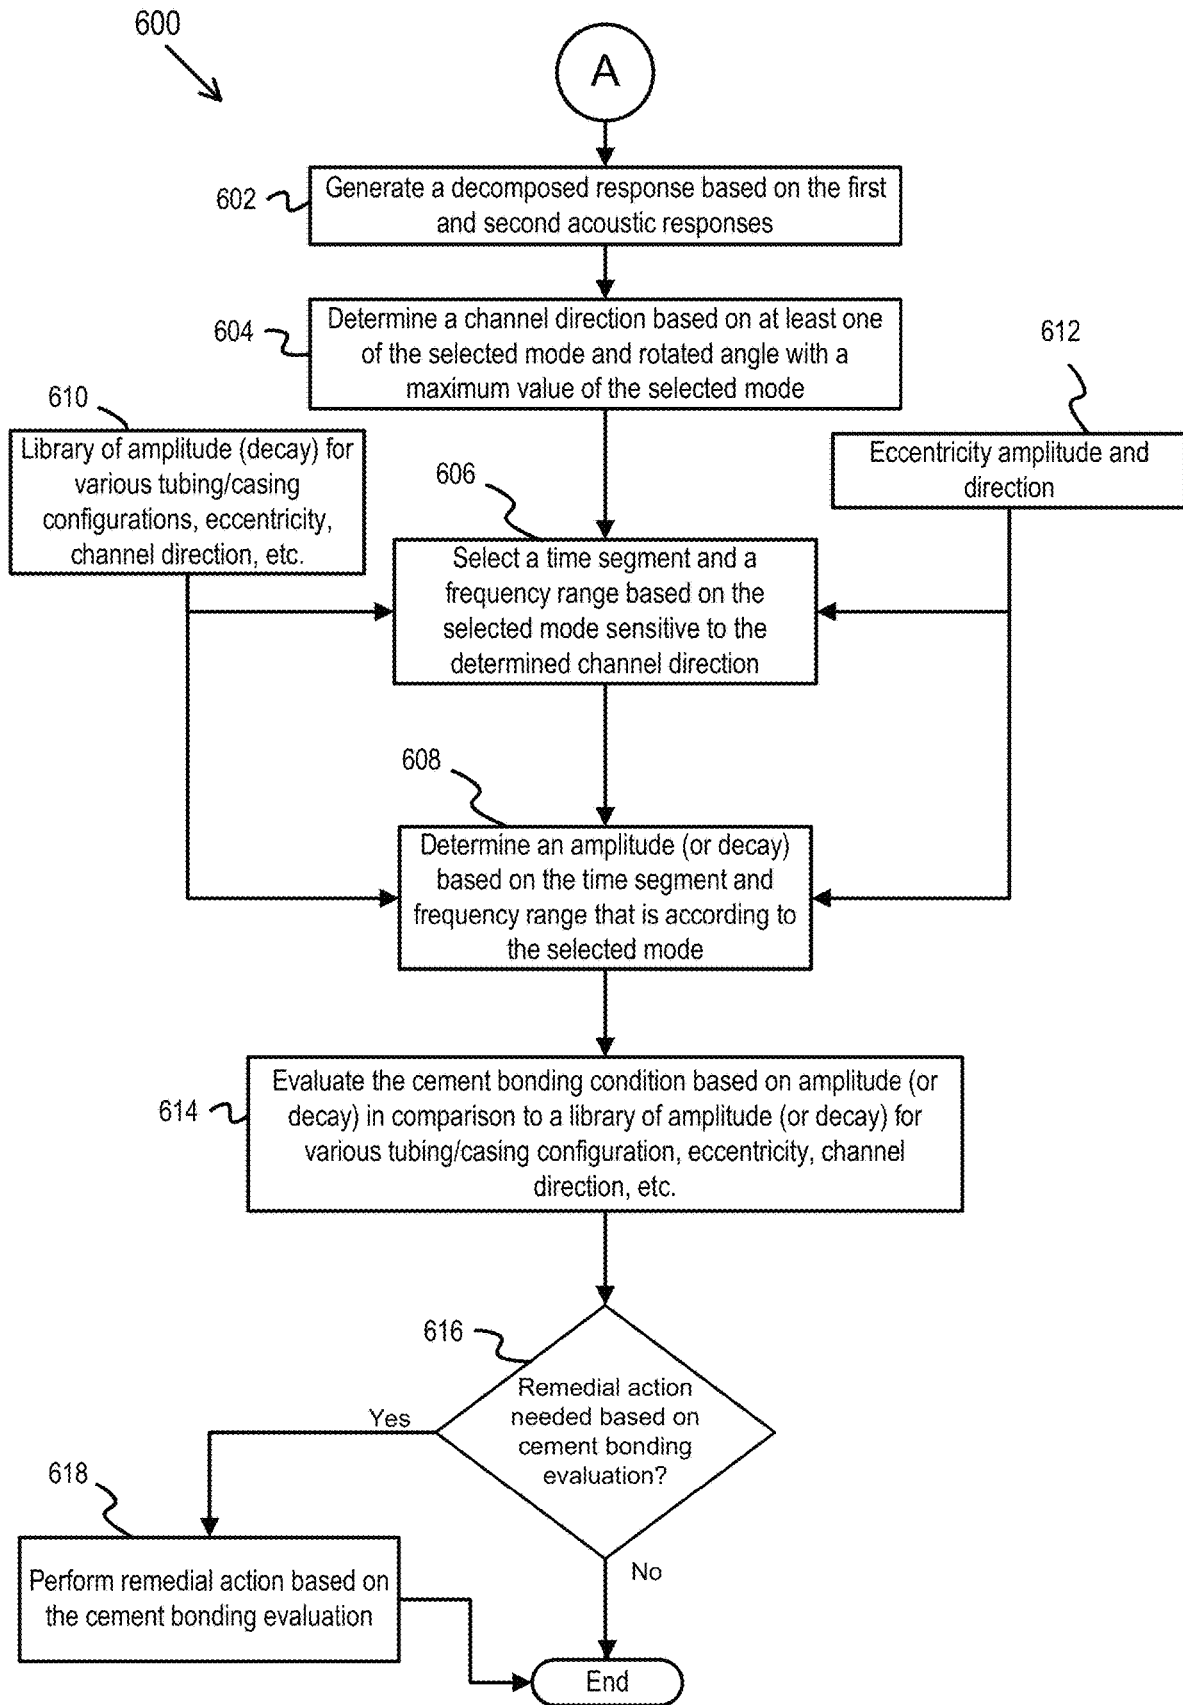 600
A
602
Generate a decomposed response based on the first
and second acoustic responses
604
Determine a channel direction based on at least one
of the selected mode and rotated angle with a
maximum value of the selected mode
612
610
Library of amplitude (decay) for
various tubing/casing
configurations, eccentricity,
channel direction, etc.
Eccentricity amplitude and
direction
606
Select a time segment and a
frequency range based on the
selected mode sensitive to the
determined channel direction
608
Determine an amplitude (or decay)
based on the time segment and
frequency range that is according to
the selected mode
614
Evaluate the cement bonding condition based on amplitude (or
decay) in comparison to a library of amplitude (or decay) for
various tubing/casing configuration, eccentricity, channel
direction, etc.
616
Remedial action
needed based on
cement bonding
evaluation?
Yes
618
Perform remedial action based on
the cement bonding evaluation
No
End